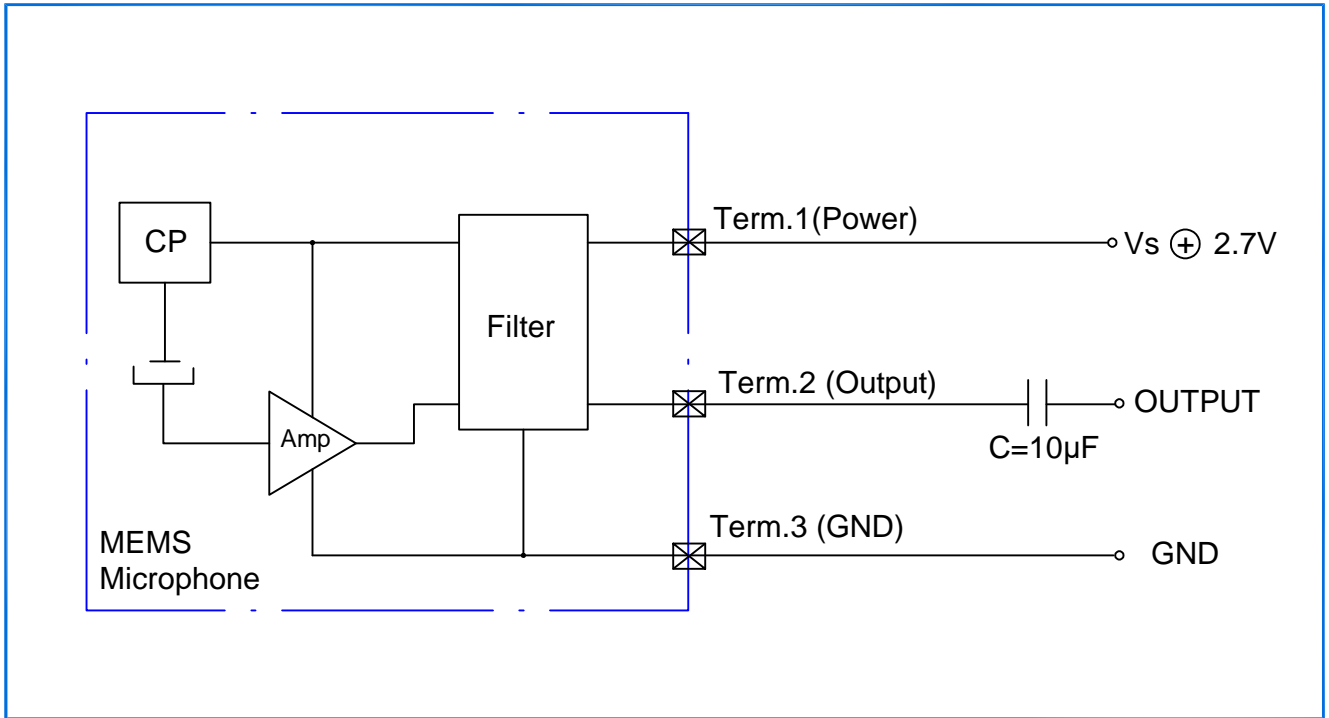 CP
Filter
Amp
MEMS
Microphone
Term.1(Power)
Vs + 2.7V
Term.2 (Output)
OUTPUT
C=10µF
Term.3 (GND)
GND